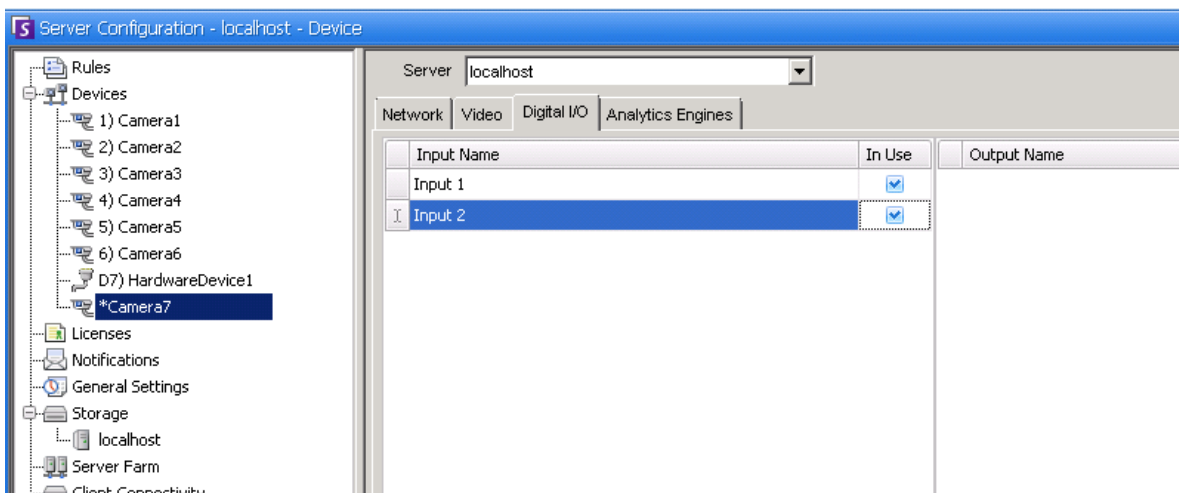 Server Configuration - localhost - Device
Rules
Devices
1) Camera1
2) Camera2
3) Camera3
4) Camera4
5) Camera5
6) Camera6
D7) HardwareDevice1
*Camera7
Licenses
Notifications
General Settings
Storage
localhost
Server Farm
Client Connectivity
Server localhost
Network Video Digital I/O Analytics Engines
Input Name In Use Output Name
Input 1
Input 2